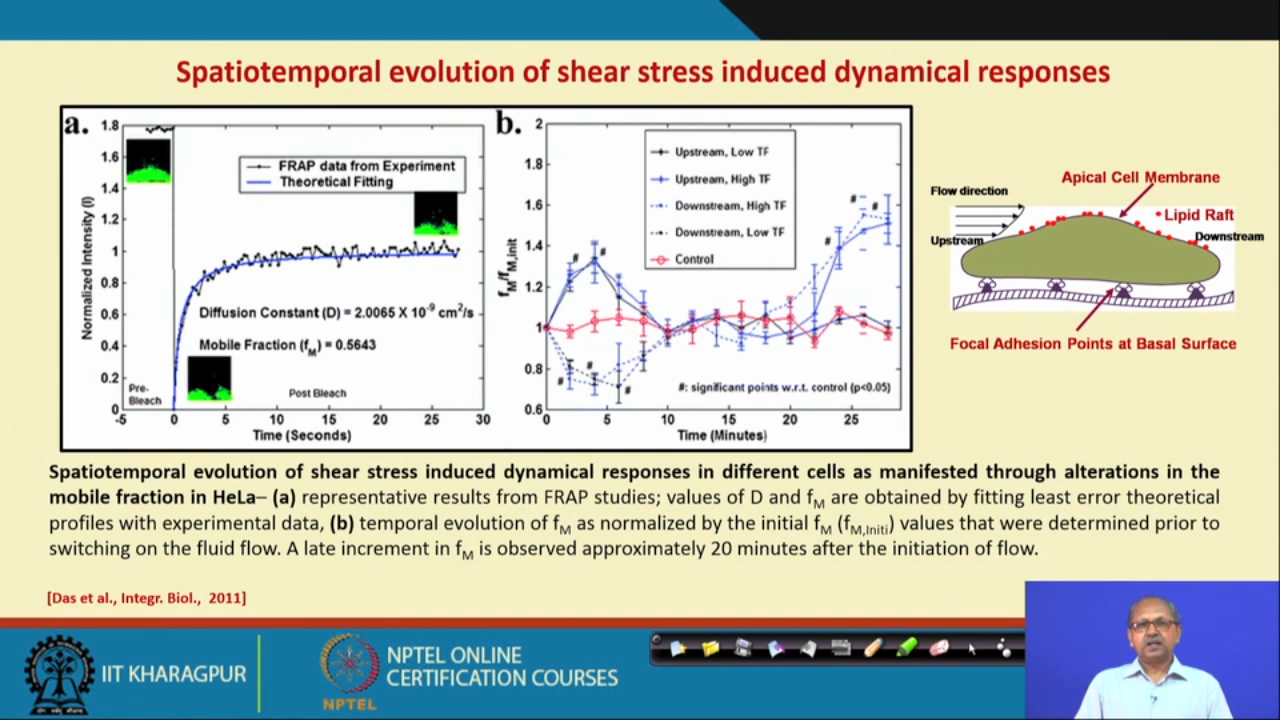 Spatiotemporal evolution of shear stress induced dynamical responses
a.
1.8
1.6
1.4
1.2
1
0.8
0.6
0.4
0.2
0
Normalized Intensity (I)
FRAP data from Experiment
Theoretical Fitting
Diffusion Constant (D) = 2.0065 X 10-9 cm2/s
Mobile Fraction (fM) = 0.5643
Pre-
Bleach
Post Bleach
-5 0 5 10 15 20 25 30
Time (Seconds)
b.
2
1.8
1.6
1.4
1.2
1
0.8
0.6
fM/fM,init
Upstream, Low TF
Upstream, High TF
Downstream, High TF
Downstream, Low TF
Control
# # # # # # # #
#: significant points w.r.t. control (p<0.05)
0 5 10 15 20 25
Time (Minutes)
Apical Cell Membrane
Flow direction
Lipid Raft
Upstream
Downstream
Focal Adhesion Points at Basal Surface
Spatiotemporal evolution of shear stress induced dynamical responses in different cells as manifested through alterations in the
mobile fraction in HeLa– (a) representative results from FRAP studies; values of D and fM are obtained by fitting least error theoretical
profiles with experimental data, (b) temporal evolution of fM as normalized by the initial fM (fM,Initi) values that were determined prior to
switching on the fluid flow. A late increment in fM is observed approximately 20 minutes after the initiation of flow.
[Das et al., Integr. Biol., 2011]
IIT KHARAGPUR
NPTEL
NPTEL ONLINE
CERTIFICATION COURSES